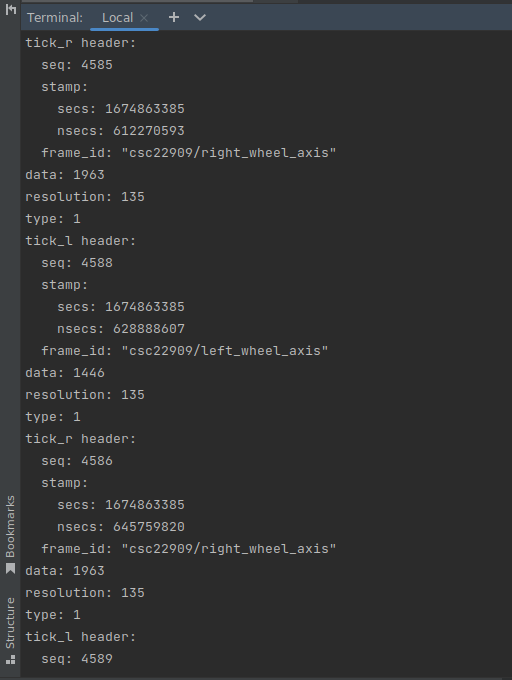 Terminal: Local × + ⌄
tick_r header:
  seq: 4585
  stamp:
    secs: 1674863385
    nsecs: 612270593
  frame_id: "csc22909/right_wheel_axis"
data: 1963
resolution: 135
type: 1
tick_l header:
  seq: 4588
  stamp:
    secs: 1674863385
    nsecs: 628888607
  frame_id: "csc22909/left_wheel_axis"
data: 1446
resolution: 135
type: 1
tick_r header:
  seq: 4586
  stamp:
    secs: 1674863385
    nsecs: 645759820
  frame_id: "csc22909/right_wheel_axis"
data: 1963
resolution: 135
type: 1
tick_l header:
  seq: 4589
Bookmarks
Structure